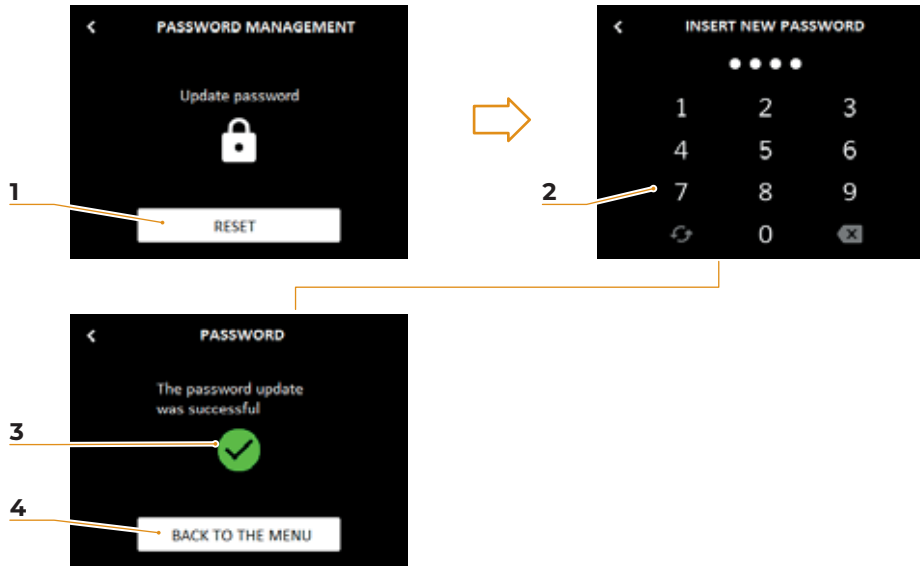 PASSWORD MANAGEMENT
Update password
1
RESET
INSERT NEW PASSWORD
1 2 3
4 5 6
2
7 8 9
0
PASSWORD
The password update
was successful
3
4
BACK TO THE MENU